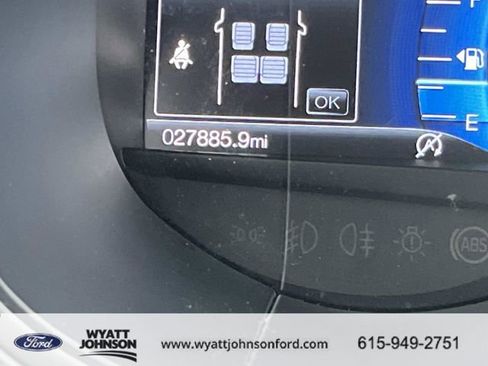 F
OK
E
027885.9mi
ABS
Ford
WYATT
JOHNSON
www.wyattjohnsonford.com
615-949-2751